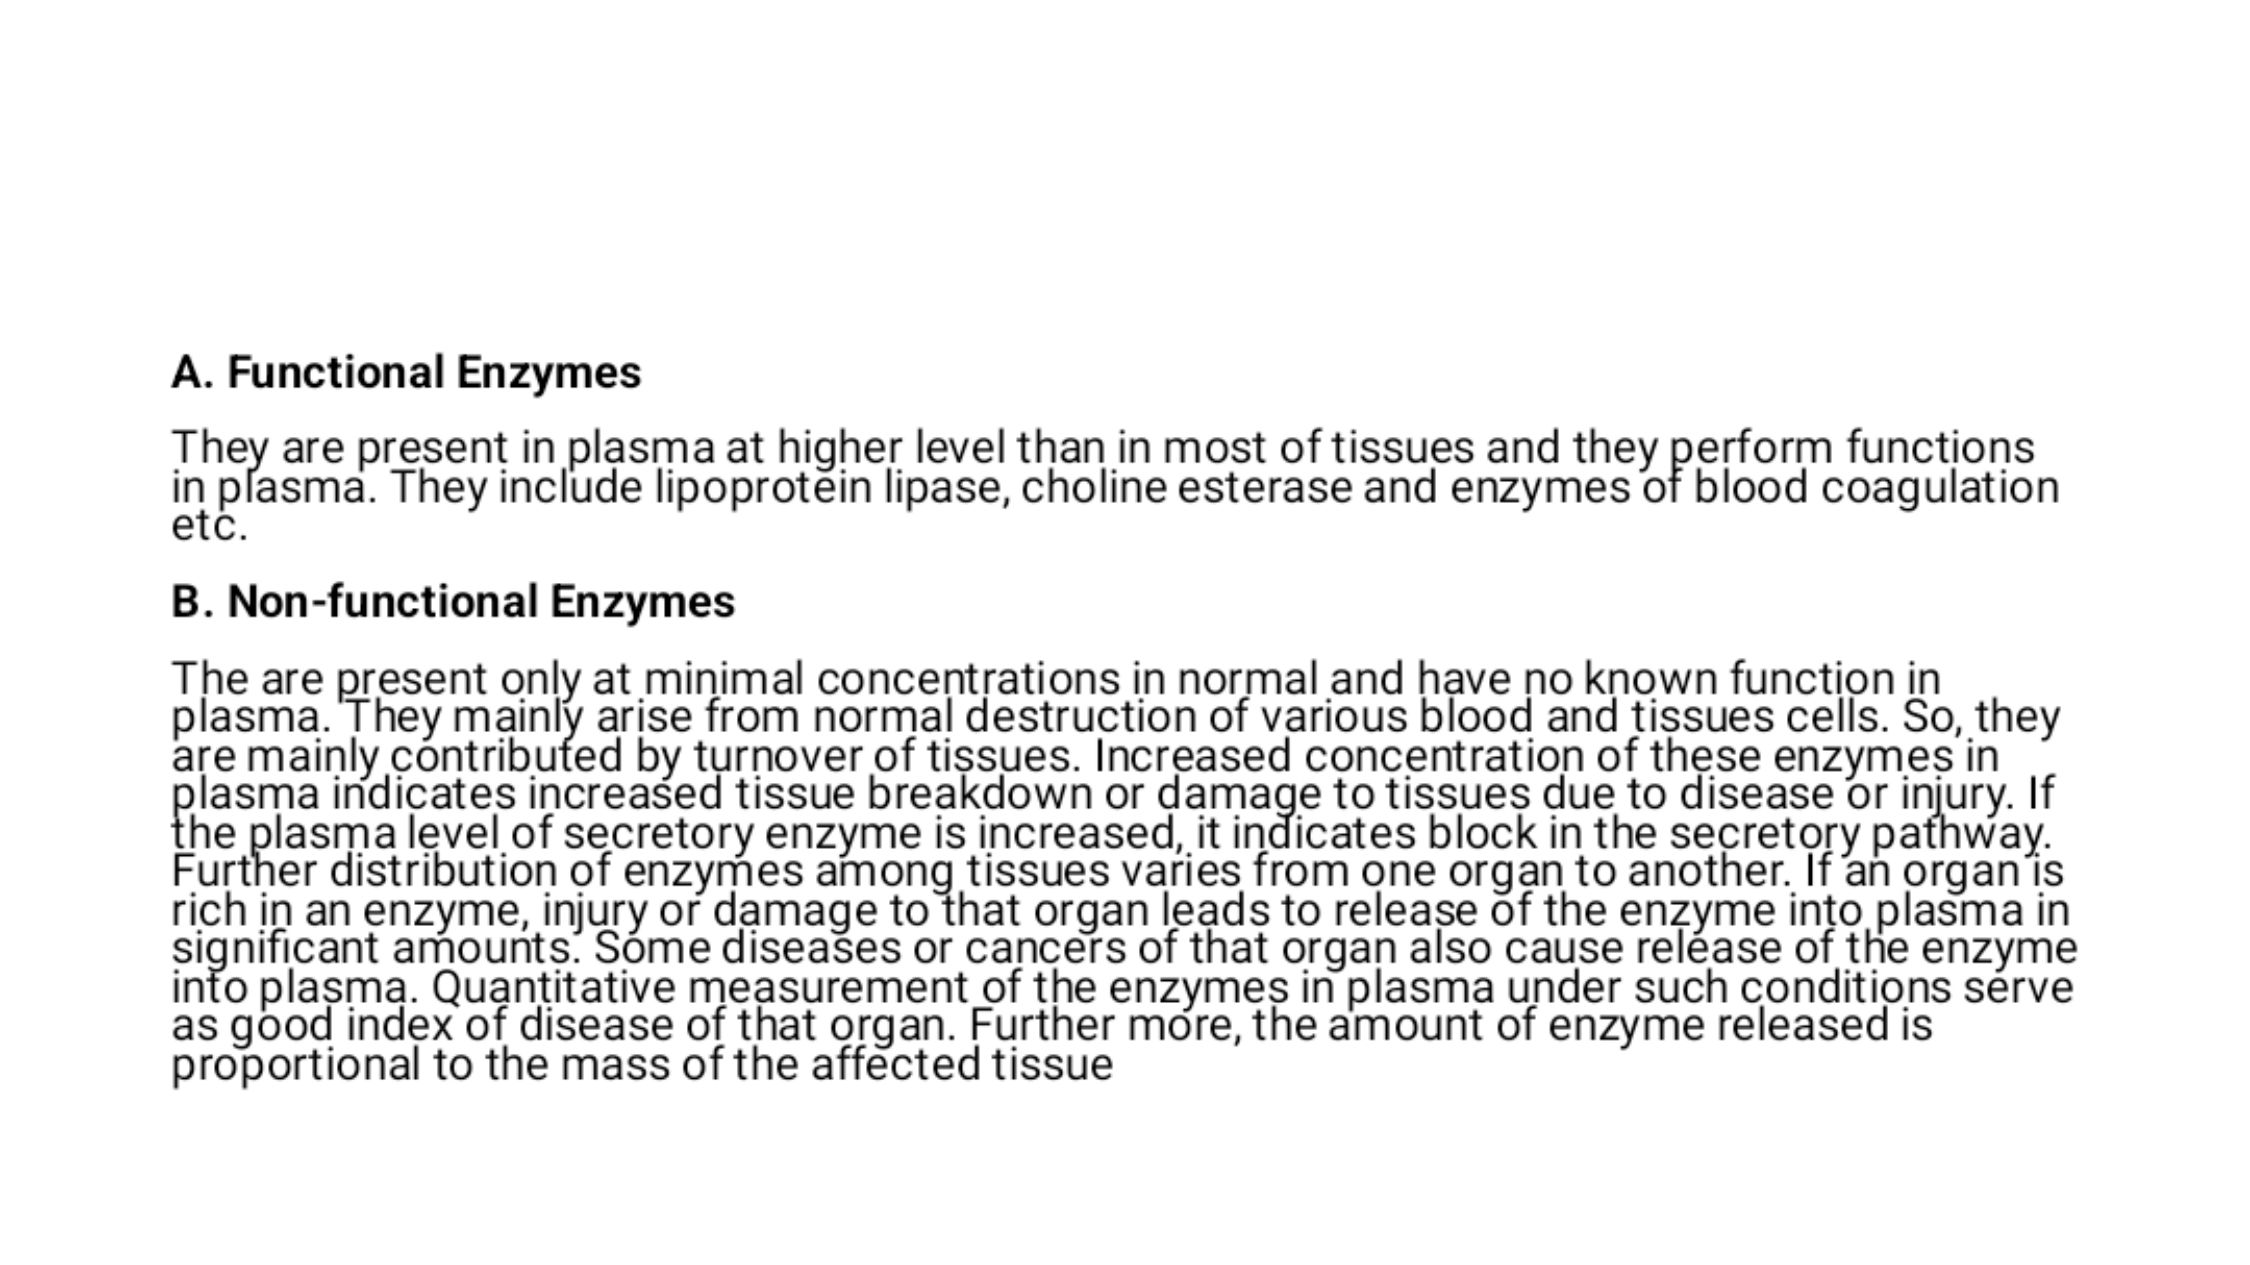 A. Functional Enzymes
They are present in plasma at higher level than in most of tissues and they perform functions
in plasma. They include lipoprotein lipase, choline esterase and enzymes of blood coagulation
etc.
B. Non-functional Enzymes
The are present only at minimal concentrations in normal and have no known function in
plasma. They mainly arise from normal destruction of various blood and tissues cells. So, they
are mainly contributed by turnover of tissues. Increased concentration of these enzymes in
plasma indicates increased tissue breakdown or damage to tissues due to disease or injury. If
the plasma level of secretory enzyme is increased, it indicates block in the secretory pathway.
Further distribution of enzymes among tissues varies from one organ to another. If an organ is
rich in an enzyme, injury or damage to that organ leads to release of the enzyme into plasma in
significant amounts. Some diseases or cancers of that organ also cause release of the enzyme
into plasma. Quantitative measurement of the enzymes in plasma under such conditions serve
as good index of disease of that organ. Further more, the amount of enzyme released is
proportional to the mass of the affected tissue